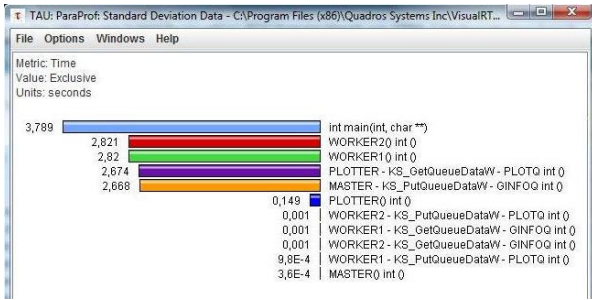 TAU: ParaProf: Standard Deviation Data - C:\Program Files (x86)\Quadros Systems Inc\VisualRT...
File Options Windows Help
Metric: Time
Value: Exclusive
Units: seconds
3,789 int main(int, char **)
2,821 WORKER2() int ()
2,82 WORKER1() int ()
2,674 PLOTTER - KS_GetQueueDataW - PLOTQ int ()
2,668 MASTER - KS_PutQueueDataW - GINFOQ int ()
0,149 PLOTTER() int ()
0,001 WORKER2 - KS_PutQueueDataW - PLOTQ int ()
0,001 WORKER1 - KS_GetQueueDataW - GINFOQ int ()
0,001 WORKER2 - KS_GetQueueDataW - GINFOQ int ()
9,8E-4 WORKER1 - KS_PutQueueDataW - PLOTQ int ()
3,6E-4 MASTER() int ()